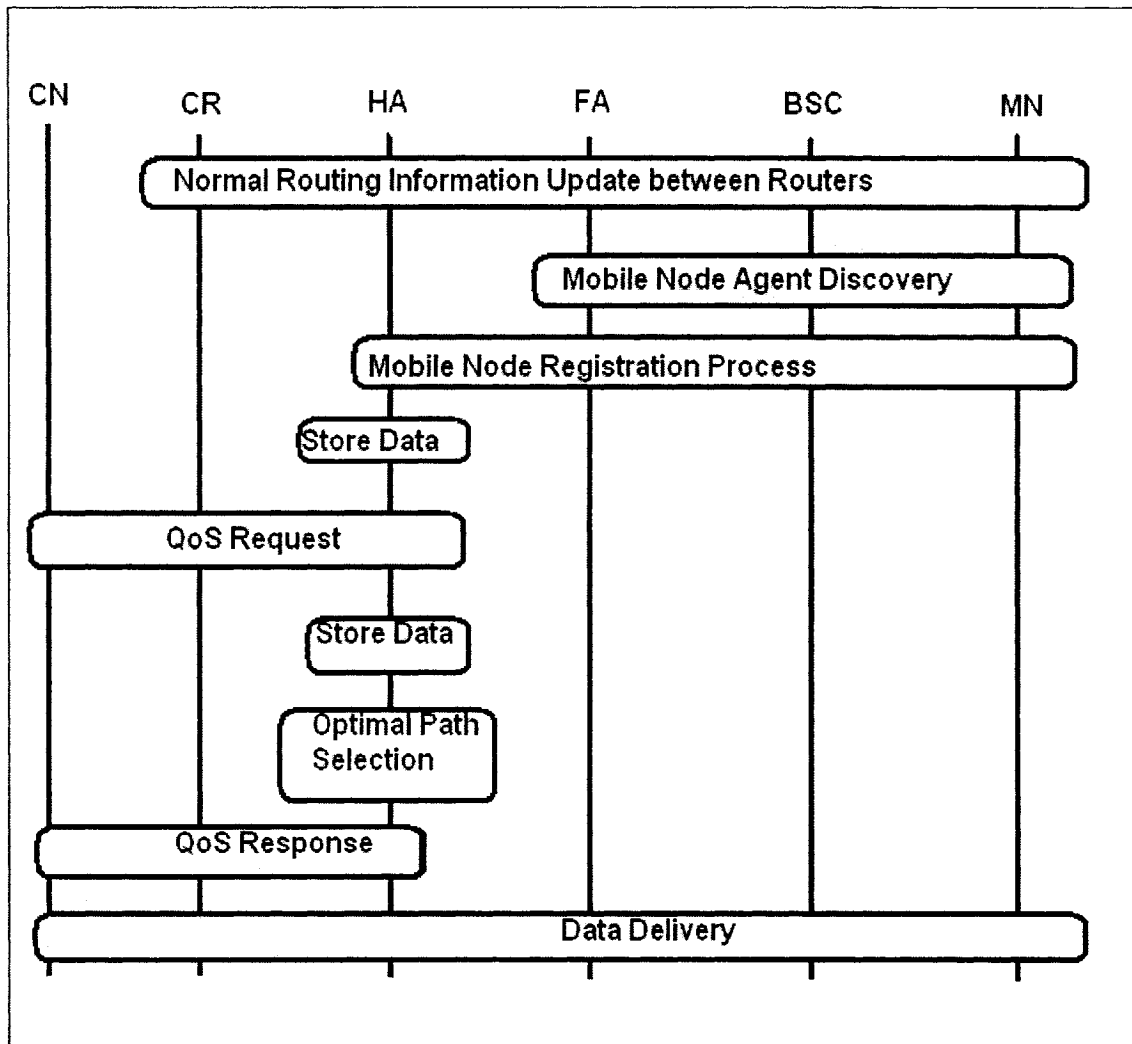 CN CR HA FA BSC MN
Normal Routing Information Update between Routers
Mobile Node Agent Discovery
Mobile Node Registration Process
Store Data
QoS Request
Store Data
Optimal Path
Selection
QoS Response
Data Delivery